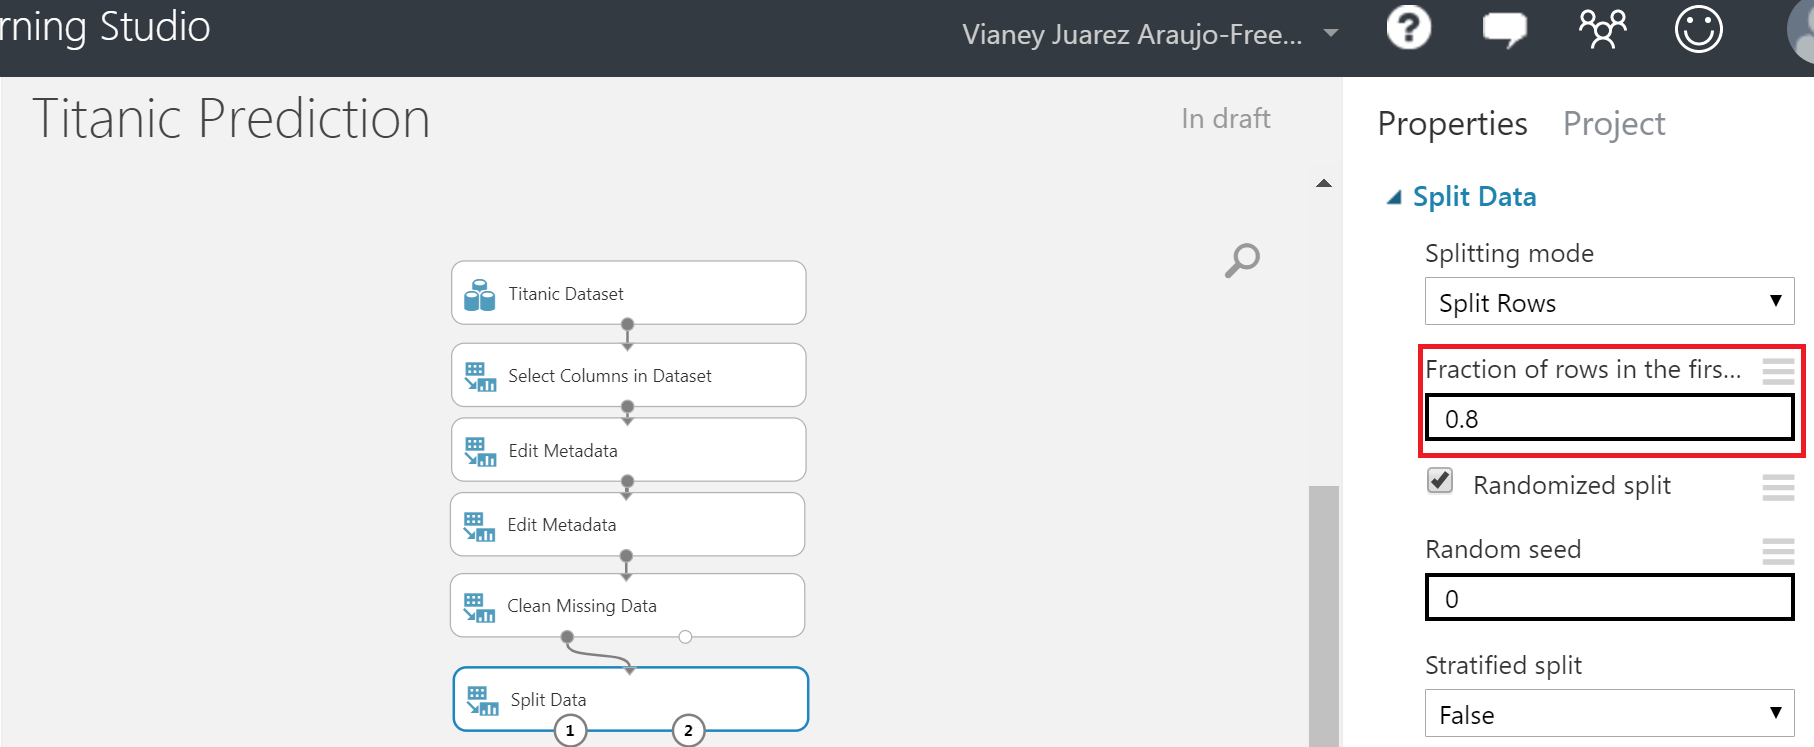 rning Studio
Vianey Juarez Araujo-Free...
?
Titanic Prediction
In draft
Titanic Dataset
Select Columns in Dataset
Edit Metadata
Edit Metadata
Clean Missing Data
Split Data
1
2
Properties
Project
Split Data
Splitting mode
Split Rows
Fraction of rows in the firs...
0.8
Randomized split
Random seed
0
Stratified split
False